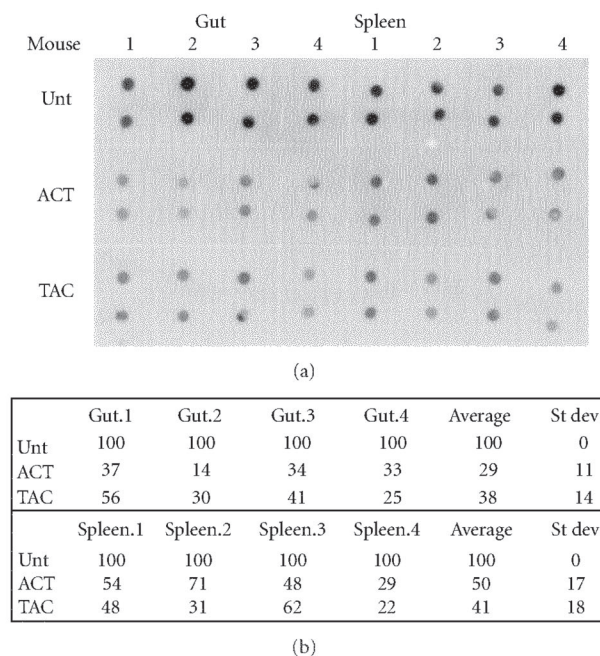 Gut Spleen
Mouse 1 2 3 4 1 2 3 4
Unt
ACT
TAC
(a)
Gut.1 Gut.2 Gut.3 Gut.4 Average St dev
Unt 100 100 100 100 100 0
ACT 37 14 34 33 29 11
TAC 56 30 41 25 38 14
Spleen.1 Spleen.2 Spleen.3 Spleen.4 Average St dev
Unt 100 100 100 100 100 0
ACT 54 71 48 29 50 17
TAC 48 31 62 22 41 18
(b)